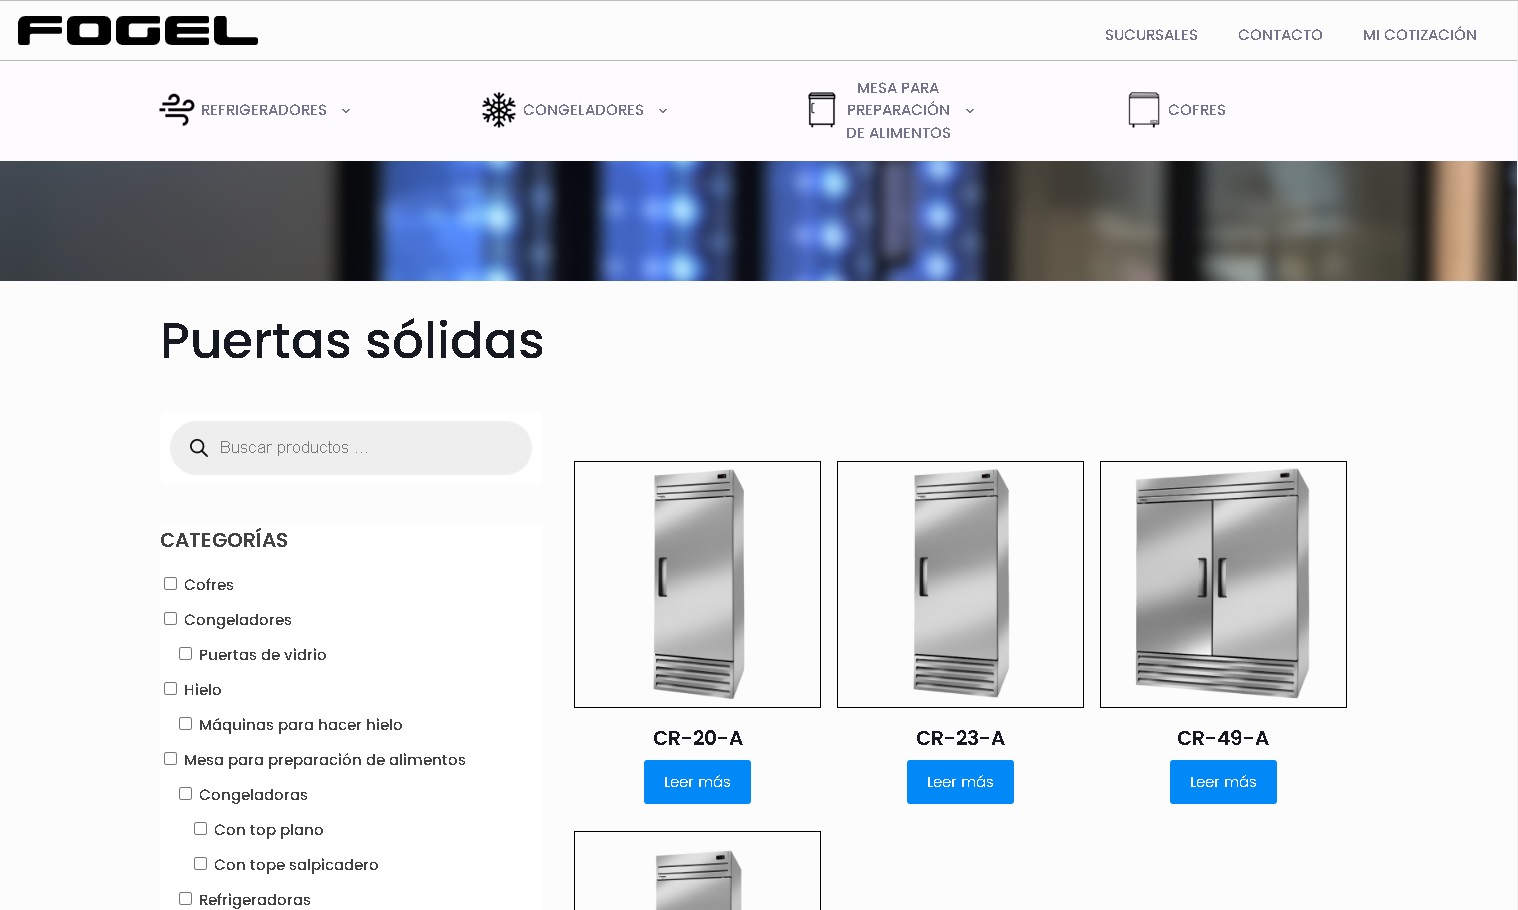 FOGEL
SUCURSALES
CONTACTO
MI COTIZACIÓN
REFRIGERADORES
CONGELADORES
MESA PARA
PREPARACIÓN
DE ALIMENTOS
COFRES
Puertas sólidas
Buscar productos ...
CATEGORÍAS
Cofres
Congeladores
Puertas de vidrio
Hielo
Máquinas para hacer hielo
Mesa para preparación de alimentos
Congeladoras
Con top plano
Con tope salpicadero
Refrigeradoras
CR-20-A
CR-23-A
CR-49-A
Leer más
Leer más
Leer más